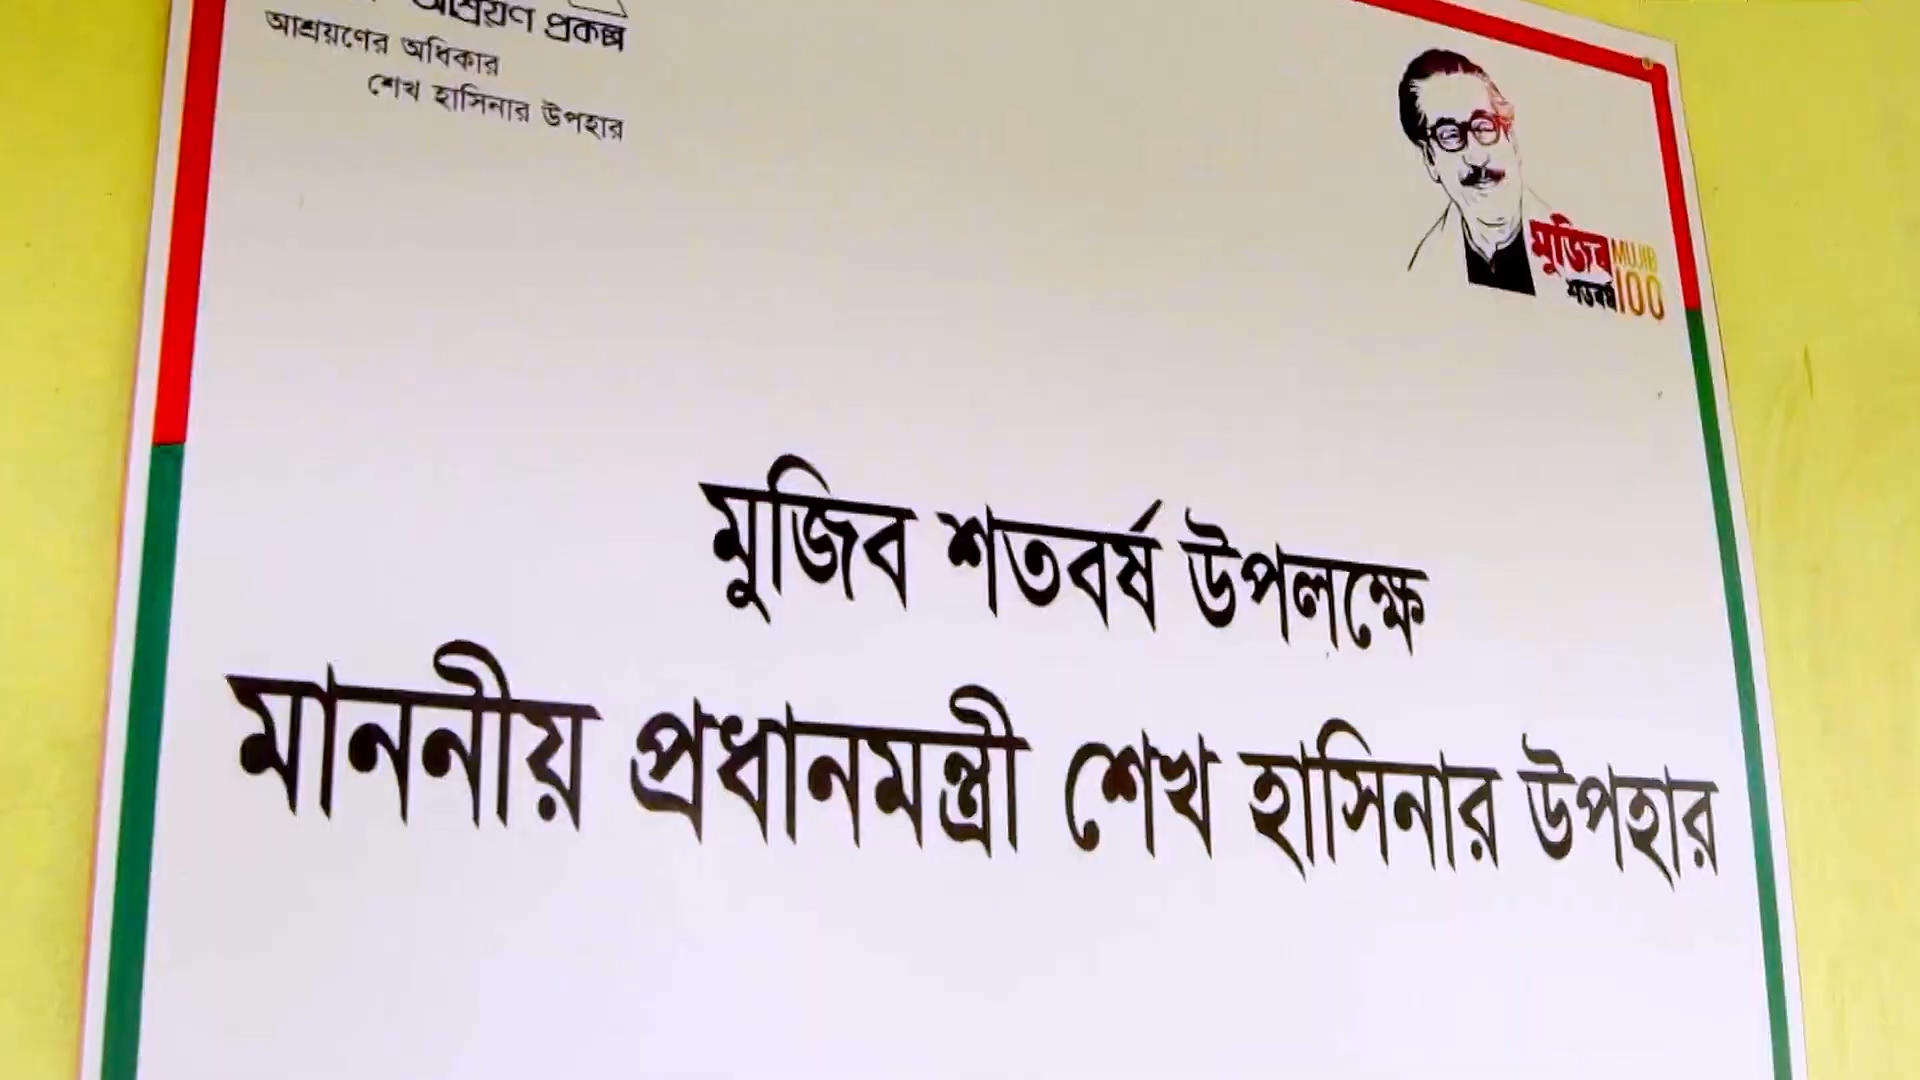 আশ্রয়ণ প্রকল্প
আশ্রয়ণের অধিকার
শেখ হাসিনার উপহার
মুজিব MUJIB
শতবর্ষ 100
মুজিব শতবর্ষ উপলক্ষে
মাননীয় প্রধানমন্ত্রী শেখ হাসিনার উপহার